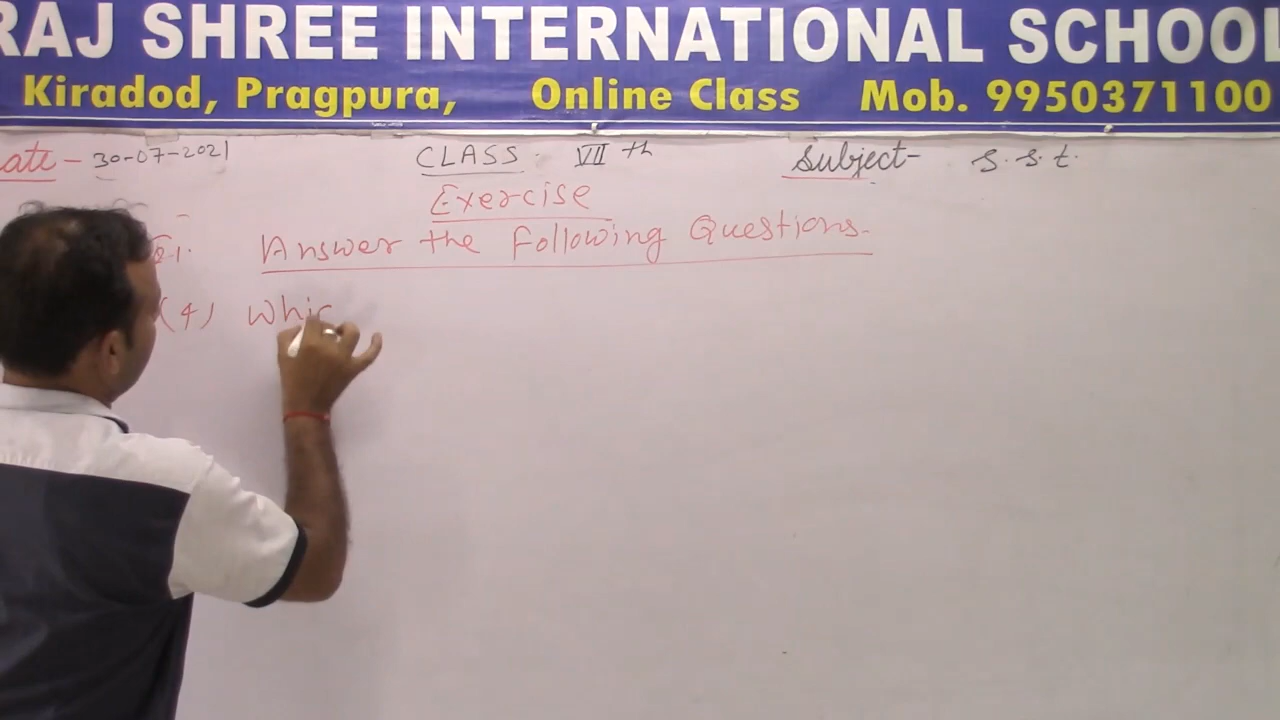 RAJ SHREE INTERNATIONAL SCHOOL
Kiradod, Pragpura, Online Class Mob. 9950371100
ate - 30-07-2021 CLASS VII th Subject- S.S.t.
Exercise
Answer the Following Questions.
(4) Whic